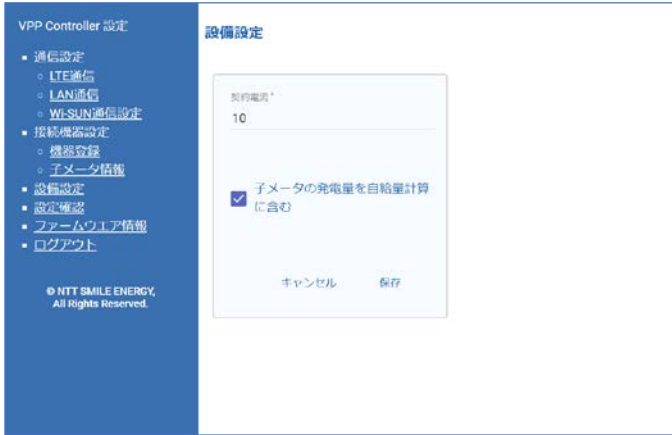 VPP Controller 設定
通信設定
LTE通信
LAN通信
Wi-SUN通信設定
接続機器設定
機器登録
子メータ情報
設備設定
設定確認
ファームウエア情報
ログアウト
© NTT SMILE ENERGY,
All Rights Reserved.
設備設定
契約電流*
10
子メータの発電量を自給量計算
に含む
キャンセル 保存